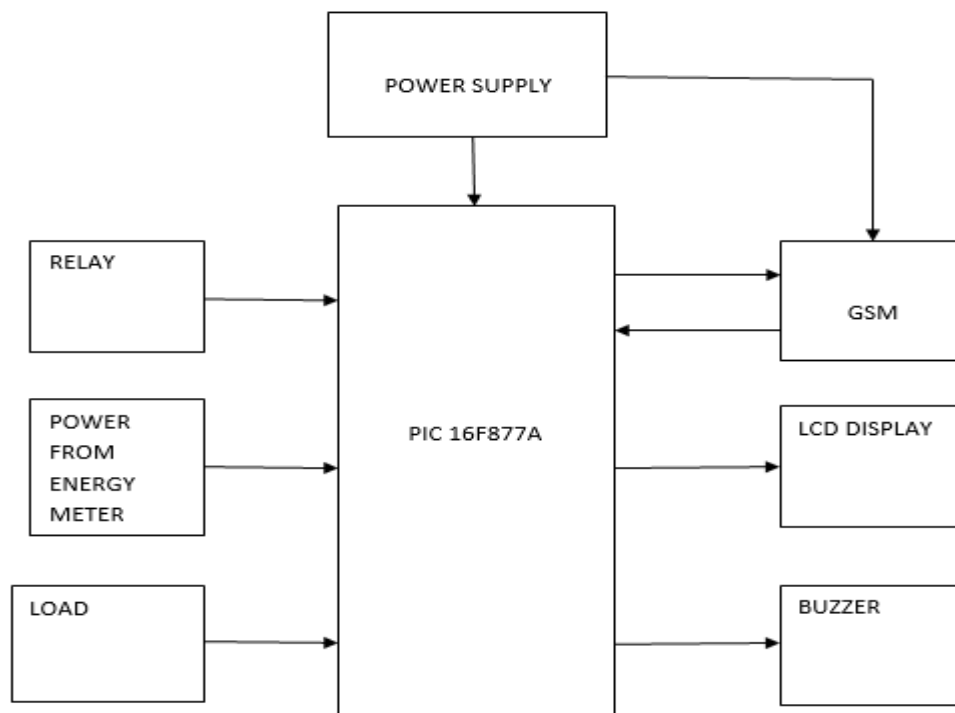 POWER SUPPLY
RELAY
GSM
POWER
FROM
ENERGY
METER
PIC 16F877A
LCD DISPLAY
LOAD
BUZZER